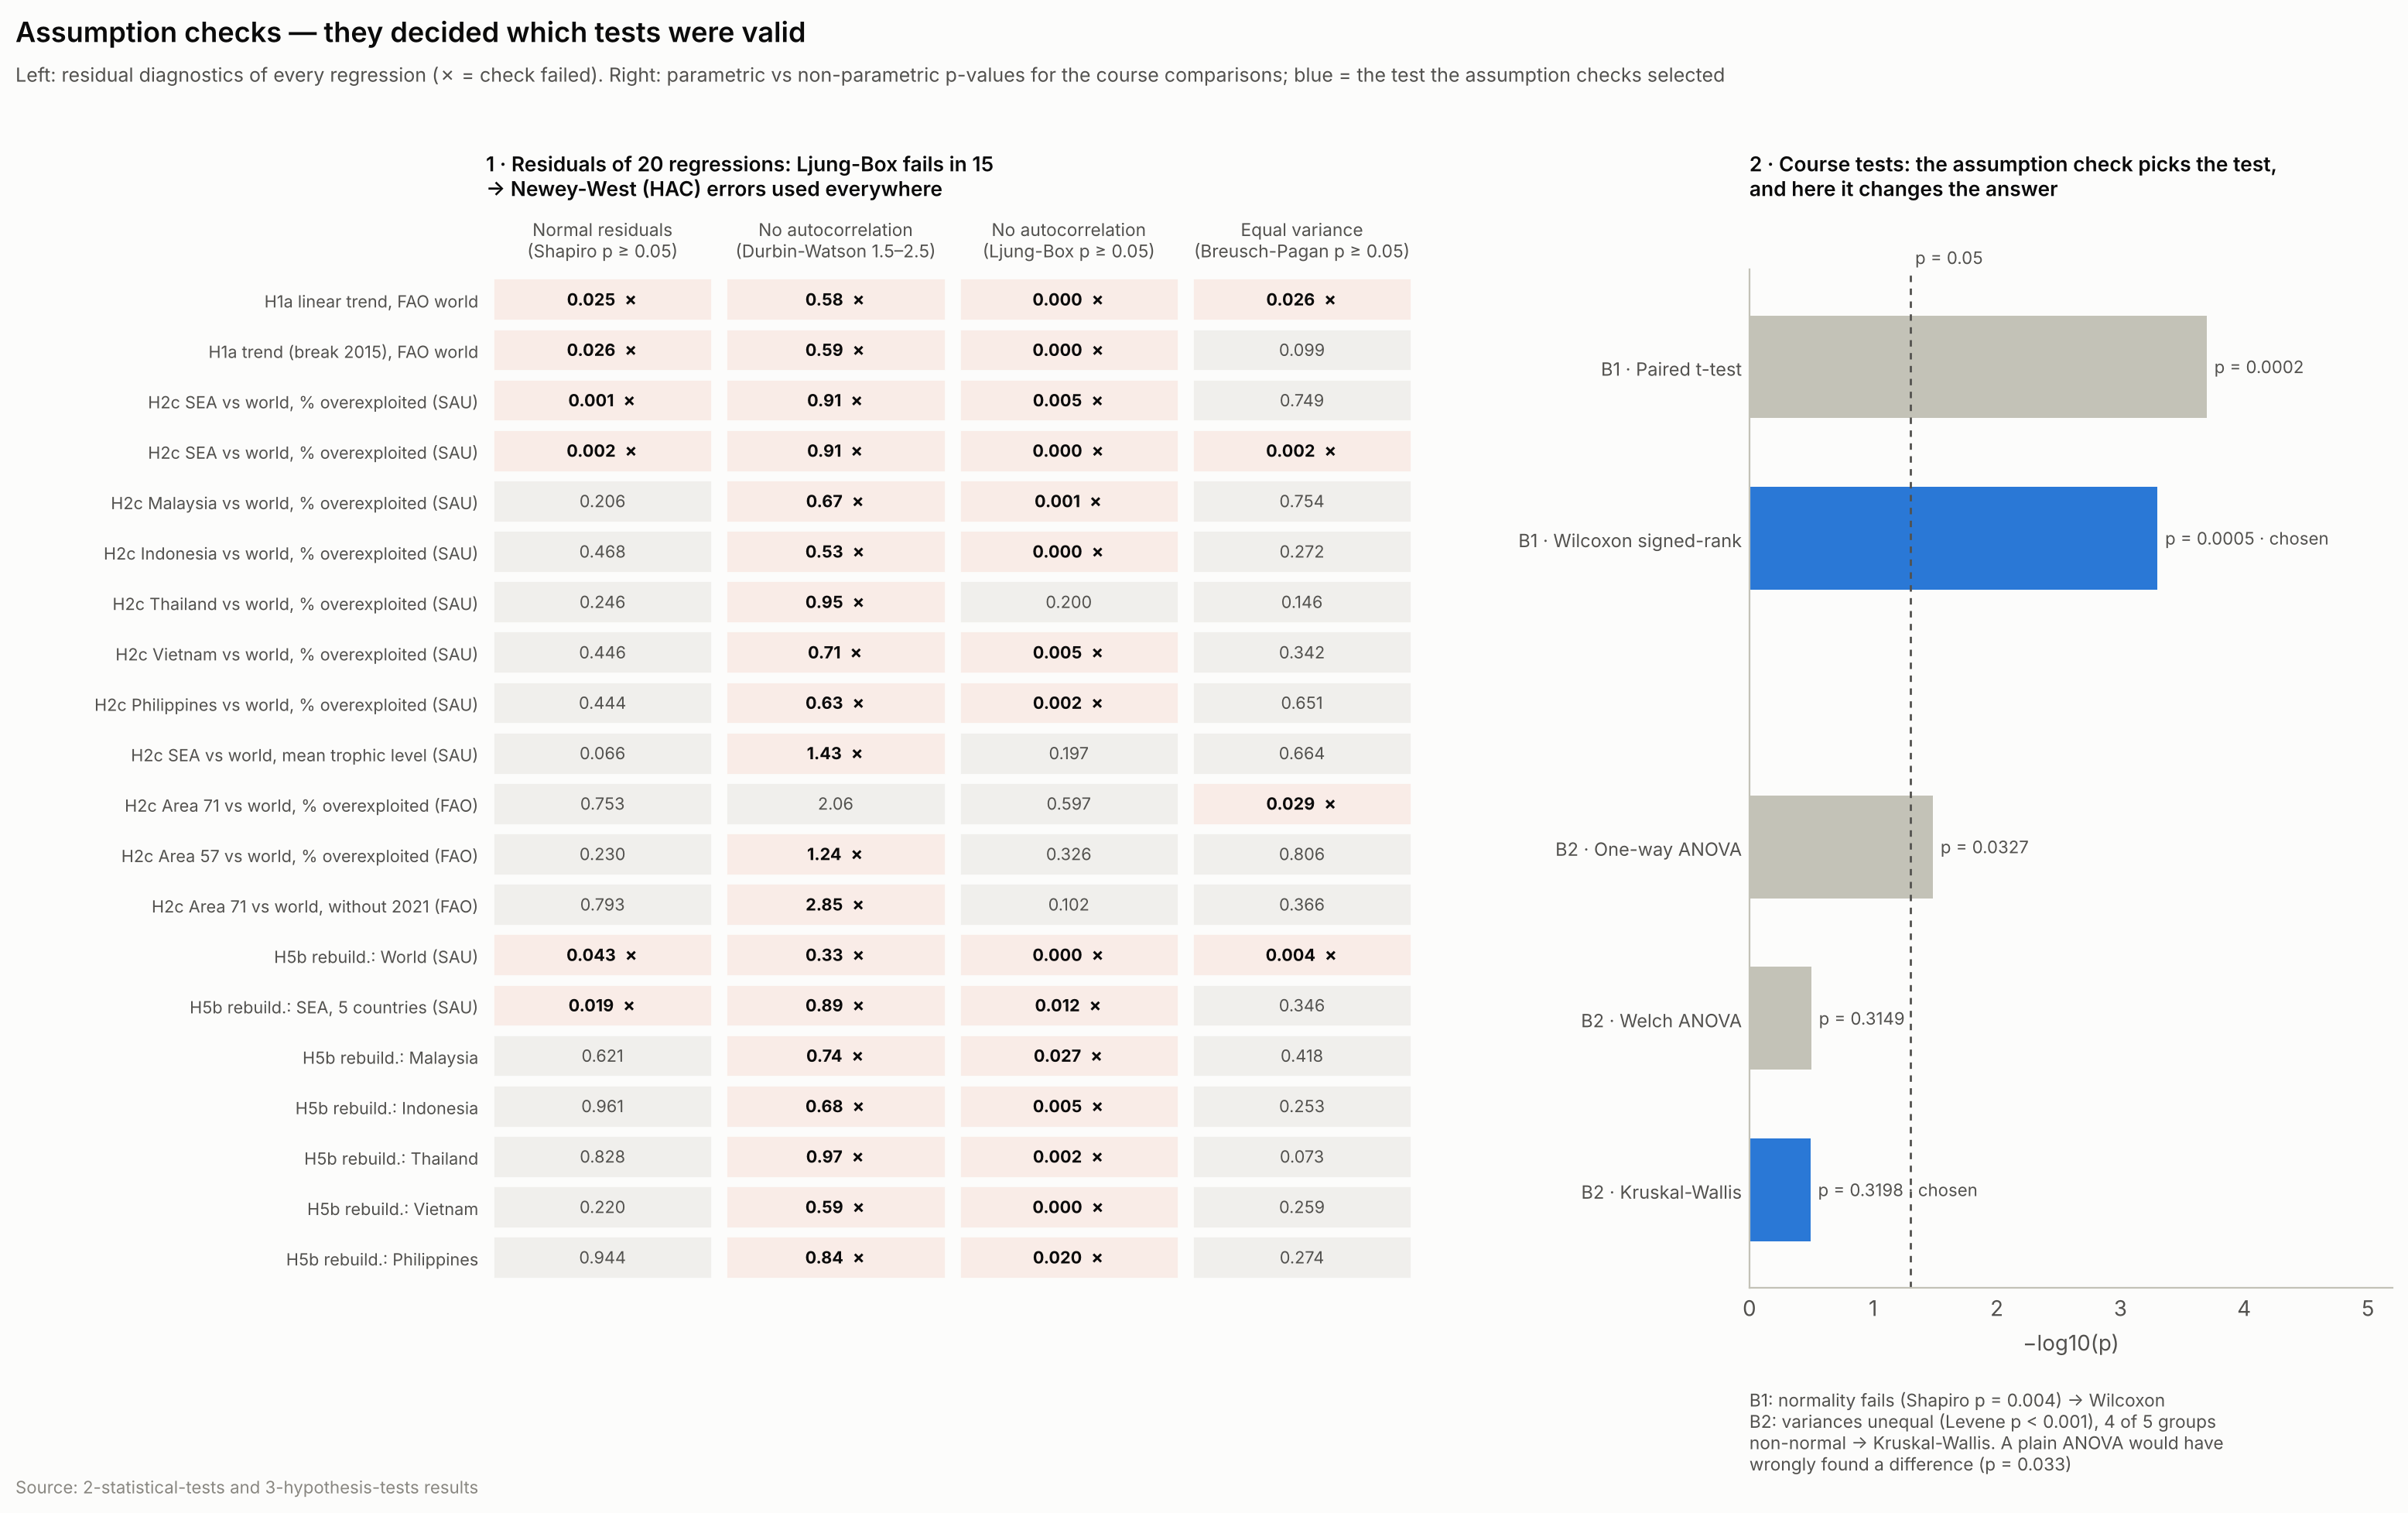 Assumption checks — they decided which tests were valid
Left: residual diagnostics of every regression (× = check failed). Right: parametric vs non-parametric p-values for the course comparisons; blue = the test the assumption checks selected
1 · Residuals of 20 regressions: Ljung-Box fails in 15
→ Newey-West (HAC) errors used everywhere
Normal residuals
(Shapiro p ≥ 0.05)
No autocorrelation
(Durbin-Watson 1.5–2.5)
No autocorrelation
(Ljung-Box p ≥ 0.05)
Equal variance
(Breusch-Pagan p ≥ 0.05)
H1a linear trend, FAO world 0.025 × 0.58 × 0.000 × 0.026 ×
H1a trend (break 2015), FAO world 0.026 × 0.59 × 0.000 × 0.099
H2c SEA vs world, % overexploited (SAU) 0.001 × 0.91 × 0.005 × 0.749
H2c SEA vs world, % overexploited (SAU) 0.002 × 0.91 × 0.000 × 0.002 ×
H2c Malaysia vs world, % overexploited (SAU) 0.206 0.67 × 0.001 × 0.754
H2c Indonesia vs world, % overexploited (SAU) 0.468 0.53 × 0.000 × 0.272
H2c Thailand vs world, % overexploited (SAU) 0.246 0.95 × 0.200 0.146
H2c Vietnam vs world, % overexploited (SAU) 0.446 0.71 × 0.005 × 0.342
H2c Philippines vs world, % overexploited (SAU) 0.444 0.63 × 0.002 × 0.651
H2c SEA vs world, mean trophic level (SAU) 0.066 1.43 × 0.197 0.664
H2c Area 71 vs world, % overexploited (FAO) 0.753 2.06 0.597 0.029 ×
H2c Area 57 vs world, % overexploited (FAO) 0.230 1.24 × 0.326 0.806
H2c Area 71 vs world, without 2021 (FAO) 0.793 2.85 × 0.102 0.366
H5b rebuild.: World (SAU) 0.043 × 0.33 × 0.000 × 0.004 ×
H5b rebuild.: SEA, 5 countries (SAU) 0.019 × 0.89 × 0.012 × 0.346
H5b rebuild.: Malaysia 0.621 0.74 × 0.027 × 0.418
H5b rebuild.: Indonesia 0.961 0.68 × 0.005 × 0.253
H5b rebuild.: Thailand 0.828 0.97 × 0.002 × 0.073
H5b rebuild.: Vietnam 0.220 0.59 × 0.000 × 0.259
H5b rebuild.: Philippines 0.944 0.84 × 0.020 × 0.274
2 · Course tests: the assumption check picks the test,
and here it changes the answer
p = 0.05
B1 · Paired t-test p = 0.0002
B1 · Wilcoxon signed-rank p = 0.0005 · chosen
B2 · One-way ANOVA p = 0.0327
B2 · Welch ANOVA p = 0.3149
B2 · Kruskal-Wallis p = 0.3198 · chosen
0 1 2 3 4 5
−log10(p)
B1: normality fails (Shapiro p = 0.004) → Wilcoxon
B2: variances unequal (Levene p < 0.001), 4 of 5 groups
non-normal → Kruskal-Wallis. A plain ANOVA would have
wrongly found a difference (p = 0.033)
Source: 2-statistical-tests and 3-hypothesis-tests results